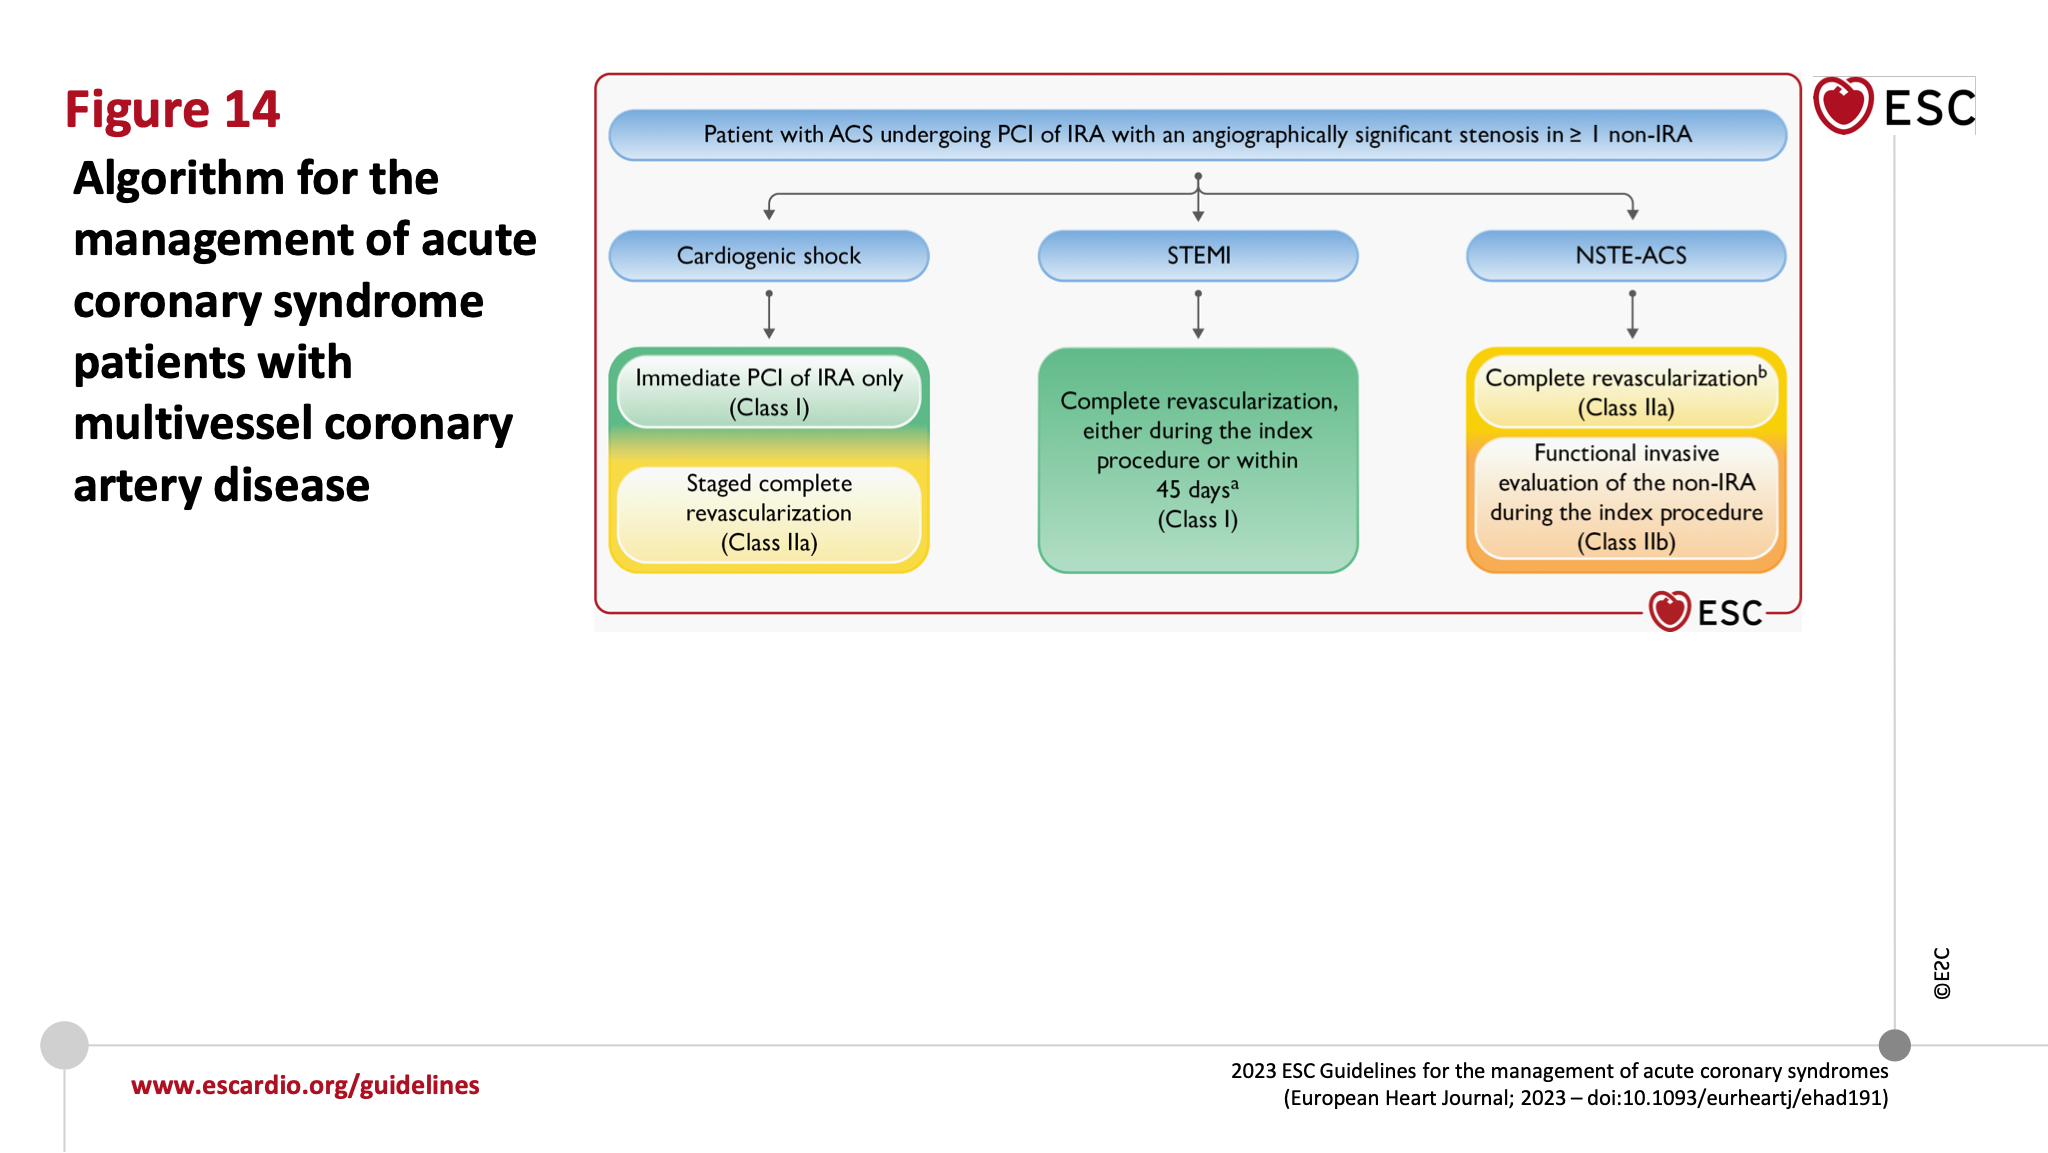 Figure 14
Algorithm for the
management of acute
coronary syndrome
patients with
multivessel coronary
artery disease
Patient with ACS undergoing PCI of IRA with an angiographically significant stenosis in ≥ 1 non-IRA
Cardiogenic shock
STEMI
NSTE-ACS
Immediate PCI of IRA only
(Class I)
Staged complete
revascularization
(Class IIa)
Complete revascularization,
either during the index
procedure or within
45 daysᵃ
(Class I)
Complete revascularizationᵇ
(Class IIa)
Functional invasive
evaluation of the non-IRA
during the index procedure
(Class IIb)
ESC
ESC
©ESC
www.escardio.org/guidelines
2023 ESC Guidelines for the management of acute coronary syndromes
(European Heart Journal; 2023 – doi:10.1093/eurheartj/ehad191)